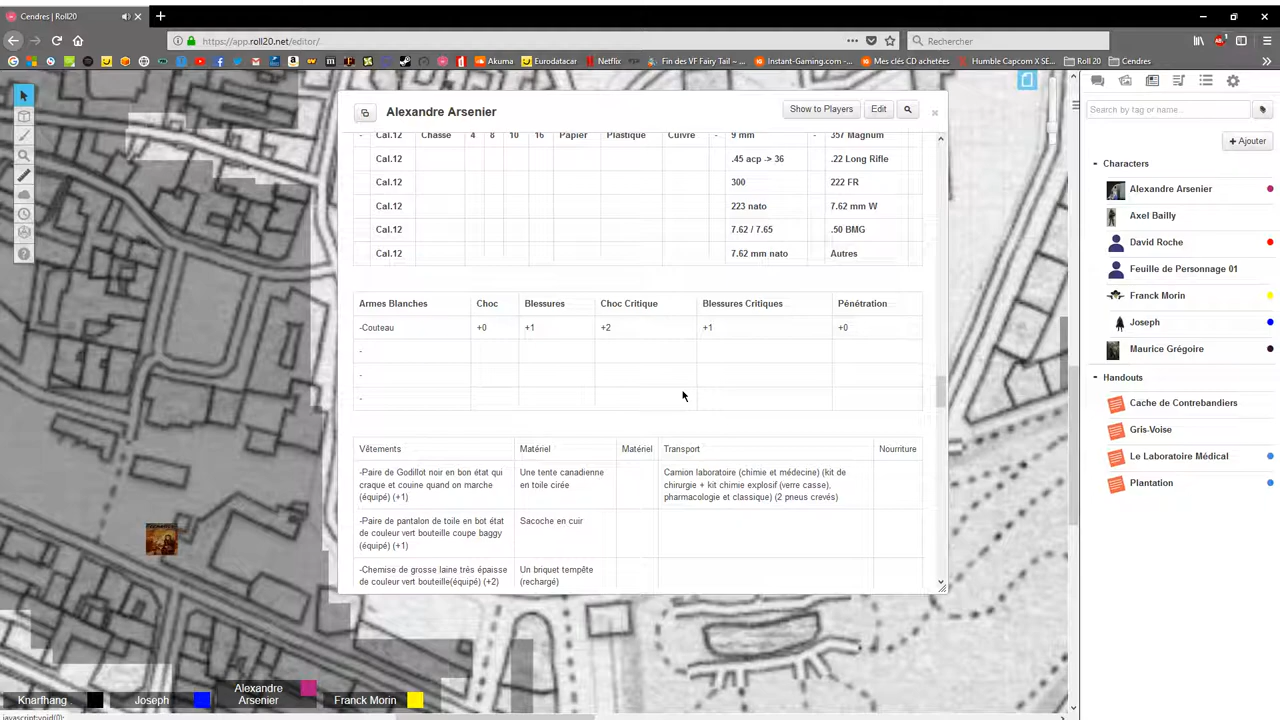 Cendres | Roll20
https://app.roll20.net/editor/
Rechercher
Akuma
Eurodatacar
Netflix
Fin des VF Fairy Tail ~...
Instant-Gaming.com -...
Mes clé CD achetées
Humble Capcom X SE...
Roll 20
Cendres
Alexandre Arsenier
Show to Players
Edit
Search by tag or name...
+ Ajouter
- Cal.12 Chasse 4 8 10 16 Papier Plastique Cuivre - 9 mm - 357 Magnum
Cal.12 .45 acp -> 36 .22 Long Rifle
Cal.12 300 222 FR
Cal.12 223 nato 7.62 mm W
Cal.12 7.62 / 7.65 .50 BMG
Cal.12 7.62 mm nato Autres
Armes Blanches Choc Blessures Choc Critique Blessures Critiques Pénétration
-Couteau +0 +1 +2 +1 +0
-
-
-
Vêtements Matériel Matériel Transport Nourriture
-Paire de Godillot noir en bon état qui
craque et couine quand on marche
(équipé) (+1)
Une tente canadienne
en toile cirée
Camion laboratoire (chimie et médecine) (kit de
chirurgie + kit chimie explosif (verre casse),
pharmacologie et classique) (2 pneus crevés)
-Paire de pantalon de toile en bot état
de couleur vert bouteille coupe baggy
(équipé) (+1)
Sacoche en cuir
-Chemise de grosse laine trés épaisse
de couleur vert bouteille(équipé) (+2)
Un briquet tempête
(rechargé)
Characters
Alexandre Arsenier
Axel Bailly
David Roche
Feuille de Personnage 01
Franck Morin
Joseph
Maurice Grégoire
Handouts
Cache de Contrebandiers
Gris-Voise
Le Laboratoire Médical
Plantation
Knarfhang .
Joseph
Alexandre
Arsenier
Franck Morin
javascript:void(0);